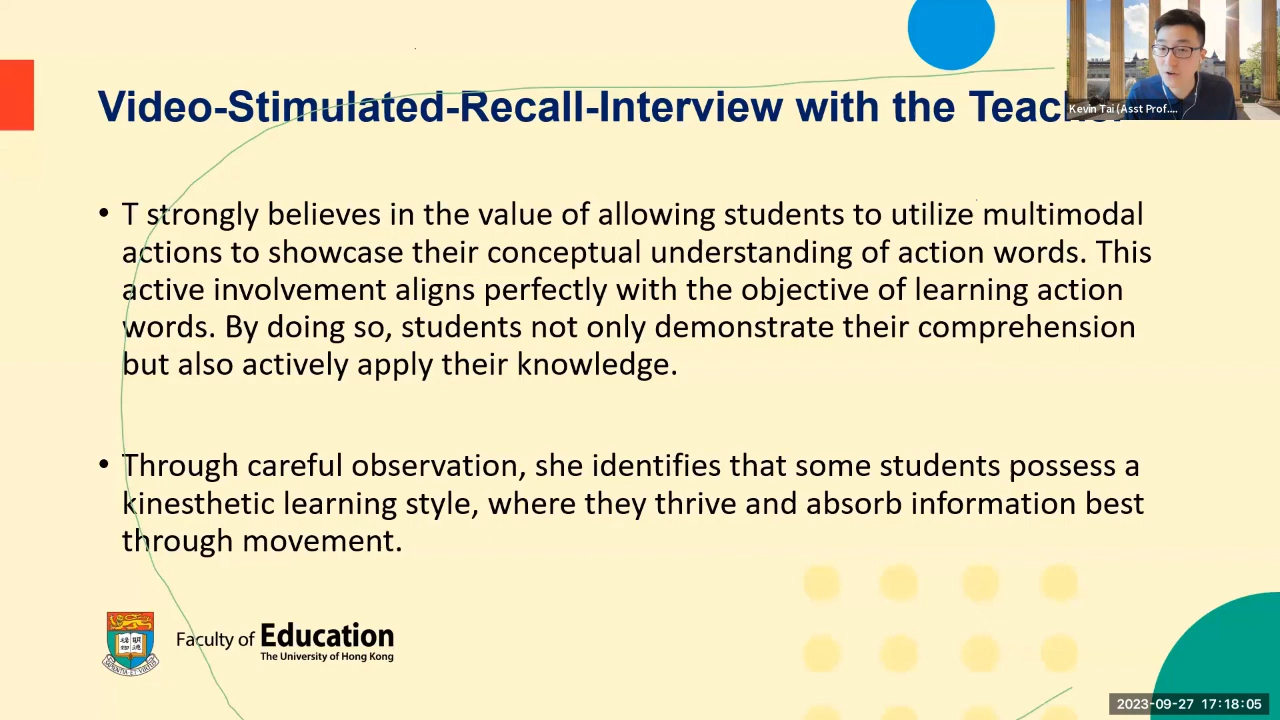 Video-Stimulated-Recall-Interview with the
Kevin Tai (Asst Prof....
• T strongly believes in the value of allowing students to utilize multimodal
actions to showcase their conceptual understanding of action words. This
active involvement aligns perfectly with the objective of learning action
words. By doing so, students not only demonstrate their comprehension
but also actively apply their knowledge.
• Through careful observation, she identifies that some students possess a
kinesthetic learning style, where they thrive and absorb information best
through movement.
Faculty of Education
The University of Hong Kong
2023-09-27 17:18:05